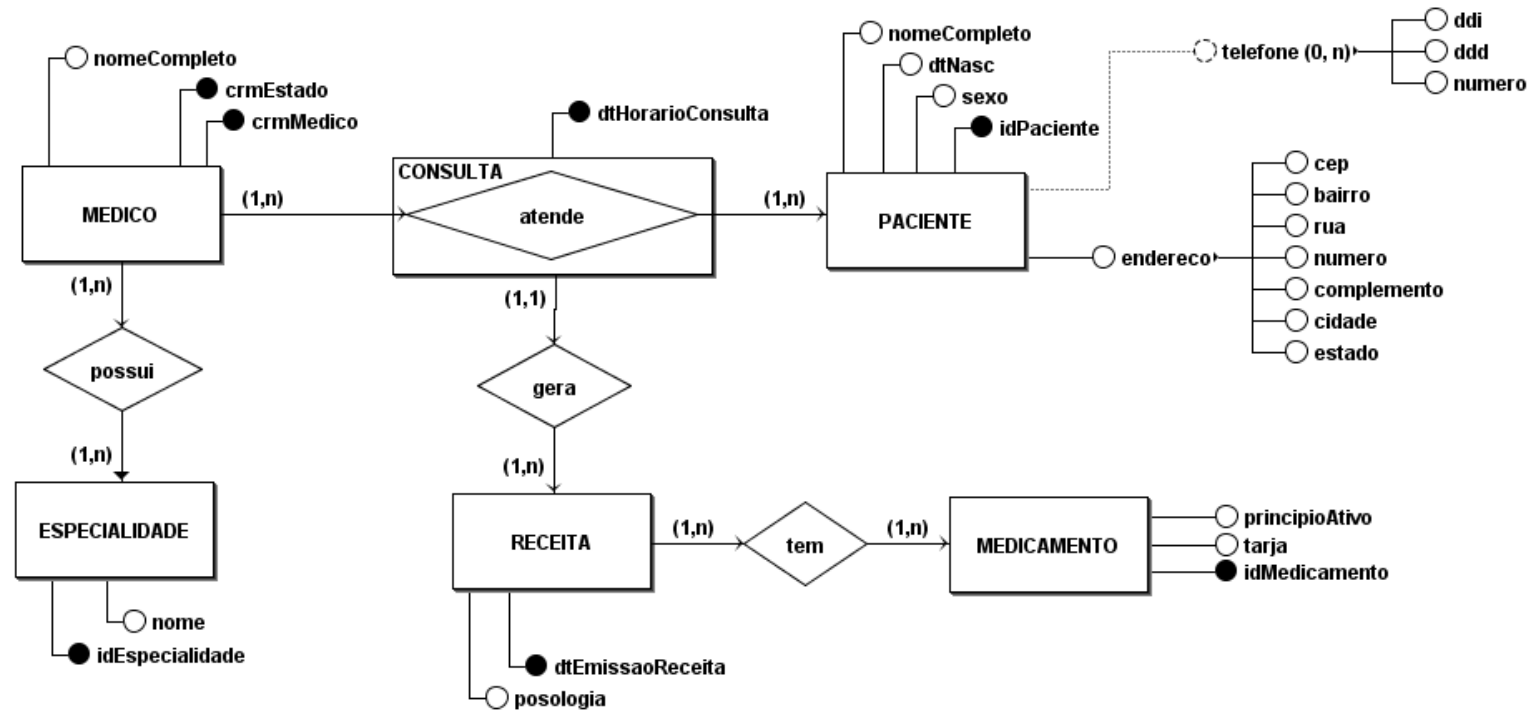 nomeCompleto
crmEstado
crmMedico
MEDICO
(1,n)
dtHorarioConsulta
CONSULTA
atende
(1,n)
nomeCompleto
dtNasc
sexo
idPaciente
PACIENTE
telefone (0, n)
ddi
ddd
numero
endereco
cep
bairro
rua
numero
complemento
cidade
estado
(1,n)
possui
(1,n)
ESPECIALIDADE
nome
idEspecialidade
(1,1)
gera
(1,n)
RECEITA
dtEmissaoReceita
posologia
(1,n)
tem
(1,n)
MEDICAMENTO
principioAtivo
tarja
idMedicamento